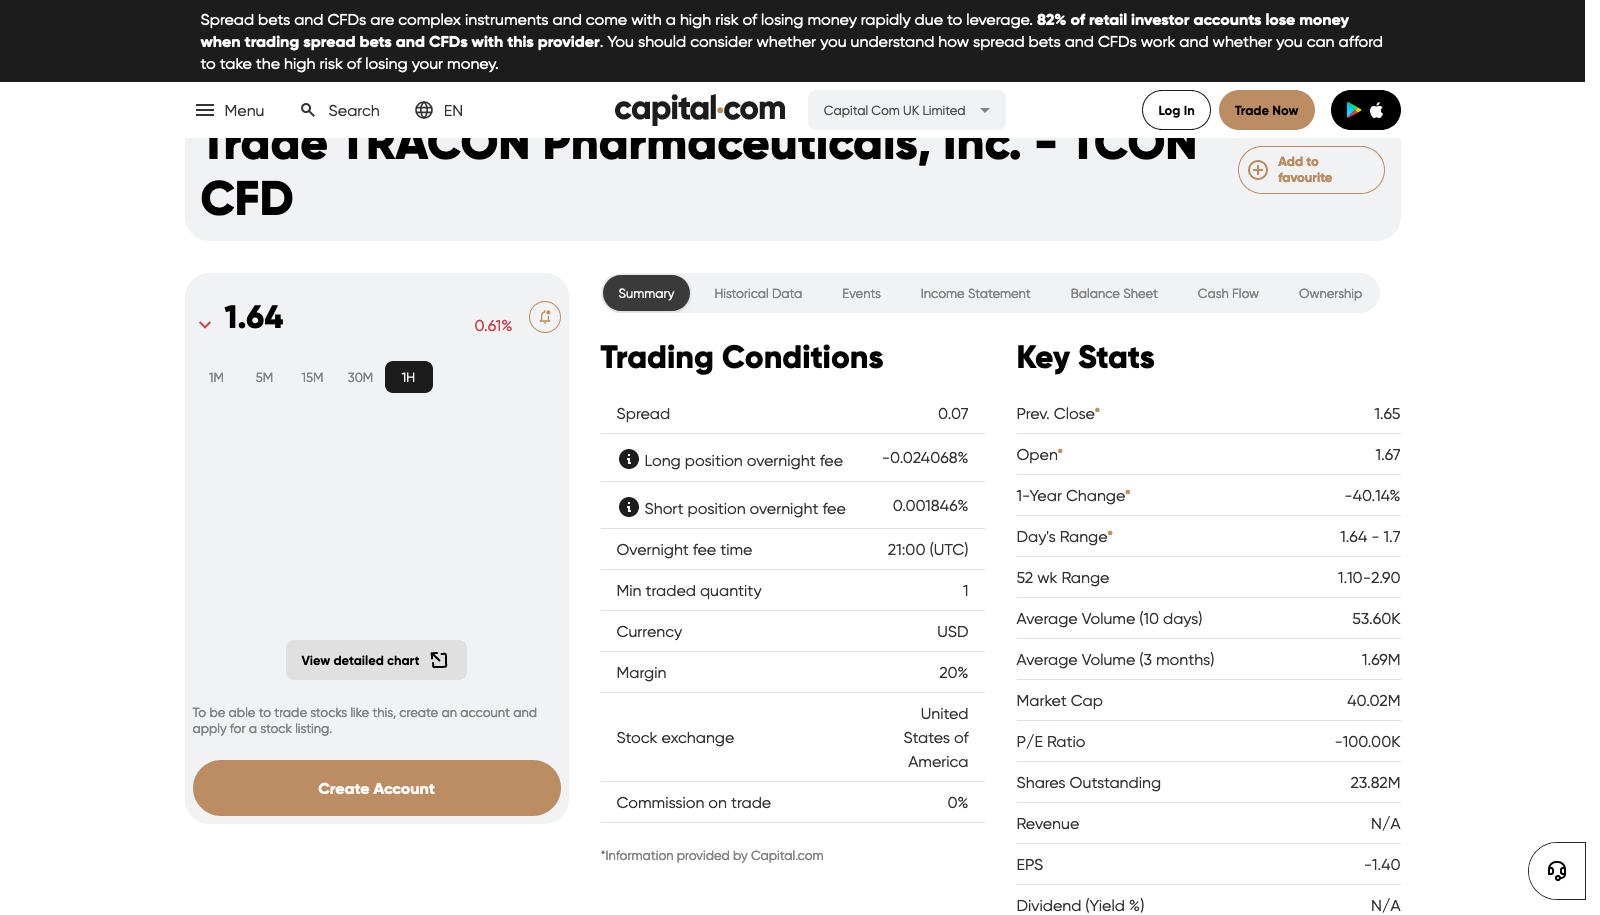 Spread bets and CFDs are complex instruments and come with a high risk of losing money rapidly due to leverage. 82% of retail investor accounts lose money
when trading spread bets and CFDs with this provider. You should consider whether you understand how spread bets and CFDs work and whether you can afford
to take the high risk of losing your money.
Menu
Search
EN
capital.com
Capital Com UK Limited
Log In
Trade Now
Trade TRACON Pharmaceuticals, Inc. - TCON
CFD
Add to
favourite
1.64
0.61%
1M
5M
15M
30M
1H
View detailed chart
To be able to trade stocks like this, create an account and
apply for a stock listing.
Create Account
Summary
Historical Data
Events
Income Statement
Balance Sheet
Cash Flow
Ownership
Trading Conditions
Spread 0.07
Long position overnight fee -0.024068%
Short position overnight fee 0.001846%
Overnight fee time 21:00 (UTC)
Min traded quantity 1
Currency USD
Margin 20%
Stock exchange United
States of
America
Commission on trade 0%
*Information provided by Capital.com
Key Stats
Prev. Close* 1.65
Open* 1.67
1-Year Change* -40.14%
Day's Range* 1.64 - 1.7
52 wk Range 1.10-2.90
Average Volume (10 days) 53.60K
Average Volume (3 months) 1.69M
Market Cap 40.02M
P/E Ratio -100.00K
Shares Outstanding 23.82M
Revenue N/A
EPS -1.40
Dividend (Yield %) N/A